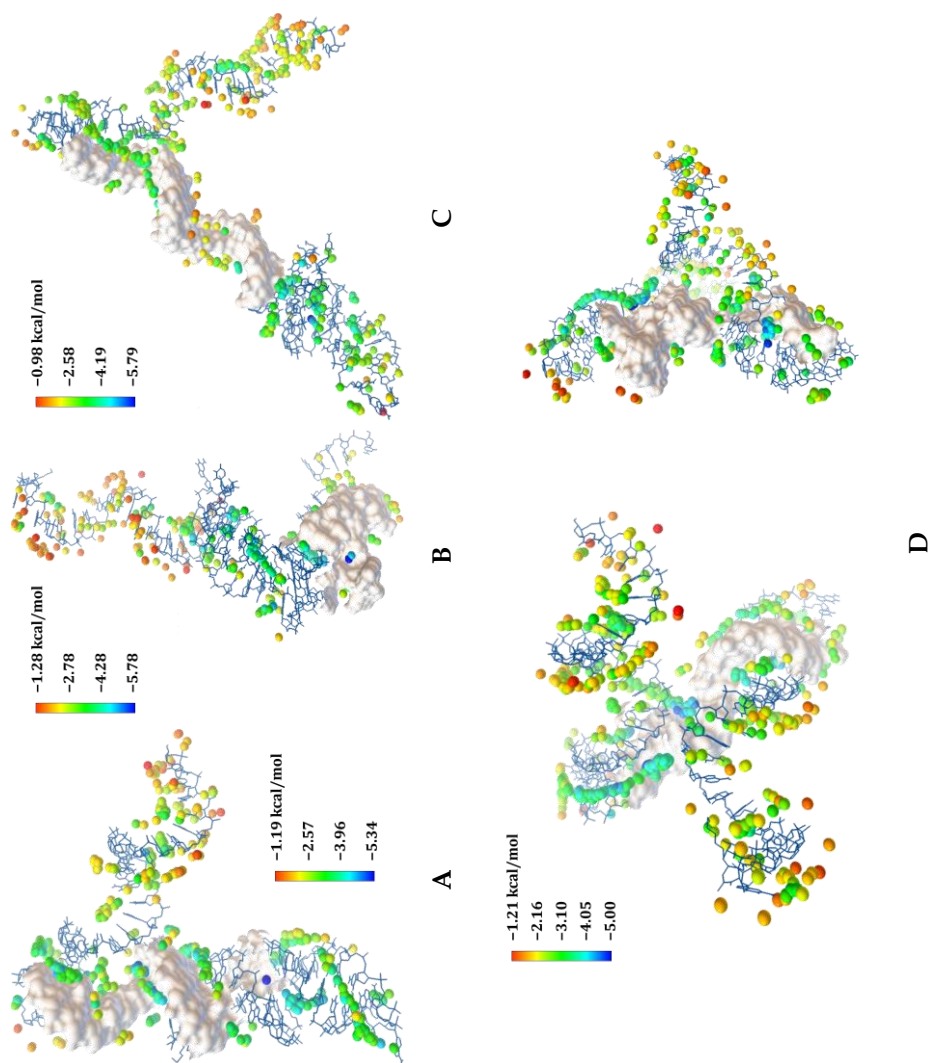 −1.19 kcal/mol
−2.57
−3.96
−5.34
A
−1.28 kcal/mol
−2.78
−4.28
−5.78
B
−0.98 kcal/mol
−2.58
−4.19
−5.79
C
−1.21 kcal/mol
−2.16
−3.10
−4.05
−5.00
D